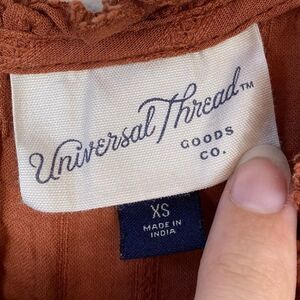 Universal Thread™
GOODS
CO.
XS
MADE IN
INDIA